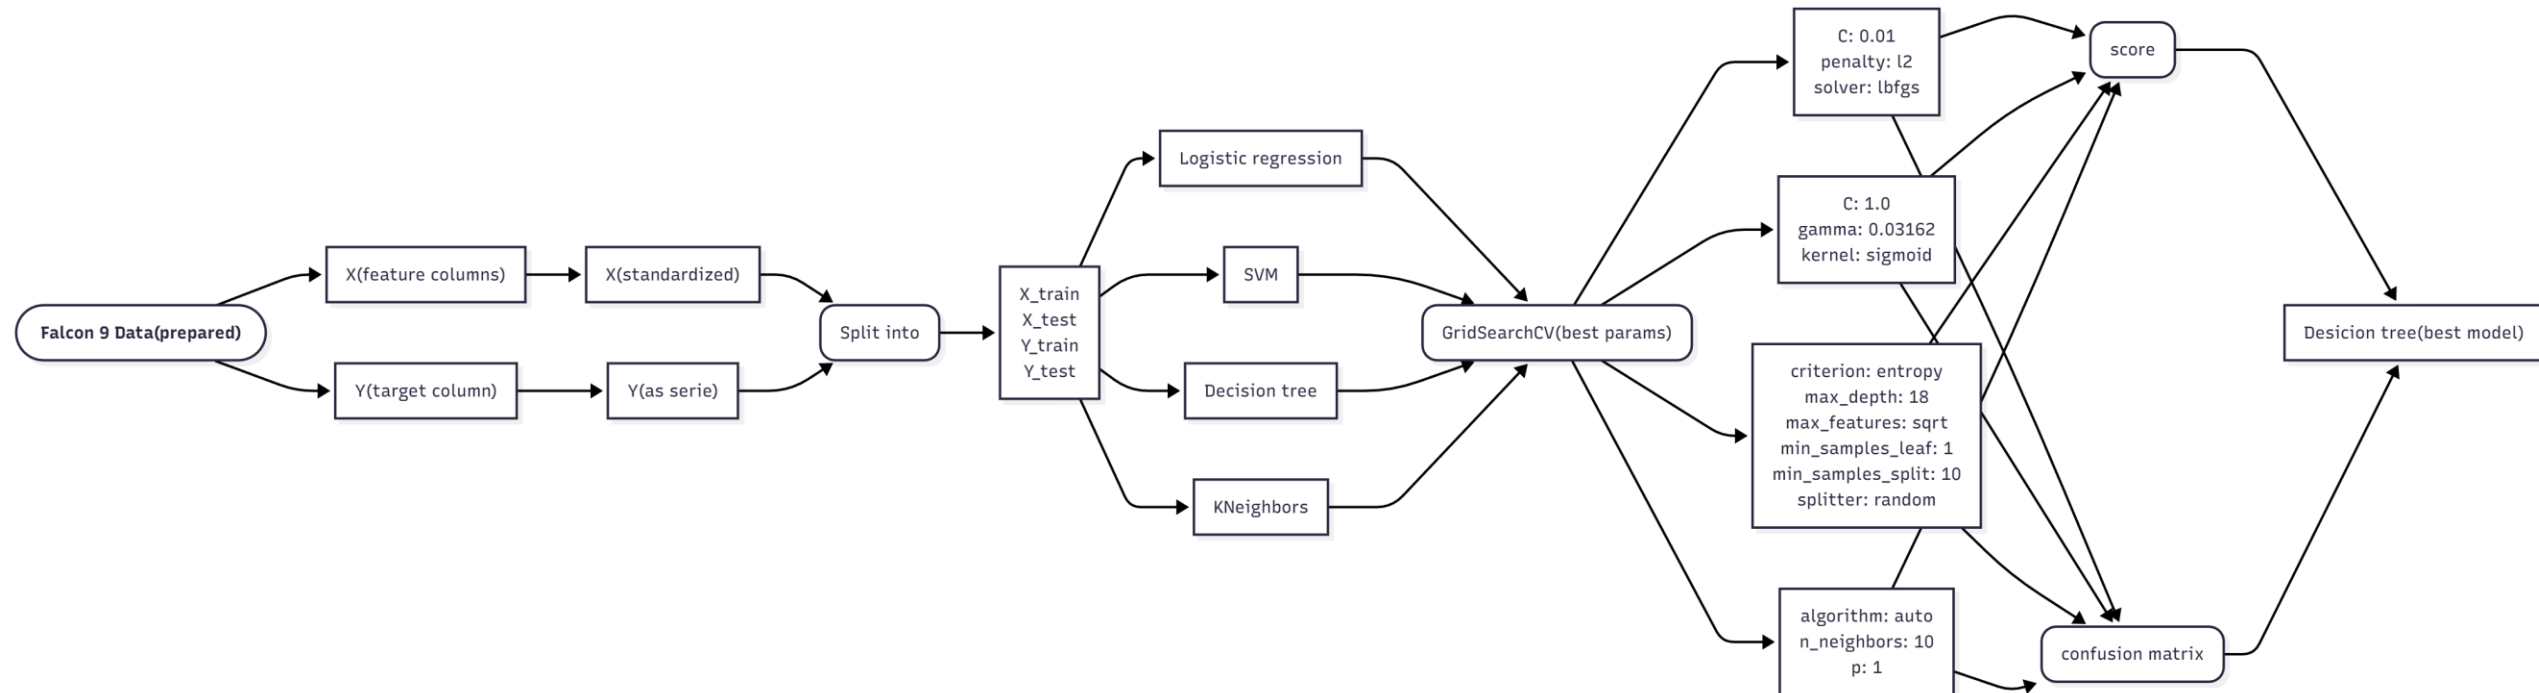 Falcon 9 Data(prepared)
X(feature columns)
X(standardized)
Y(target column)
Y(as serie)
Split into
X_train
X_test
Y_train
Y_test
Logistic regression
SVM
Decision tree
KNeighbors
GridSearchCV(best params)
C: 0.01
penalty: l2
solver: lbfgs
C: 1.0
gamma: 0.03162
kernel: sigmoid
criterion: entropy
max_depth: 18
max_features: sqrt
min_samples_leaf: 1
min_samples_split: 10
splitter: random
algorithm: auto
n_neighbors: 10
p: 1
score
confusion matrix
Desicion tree(best model)